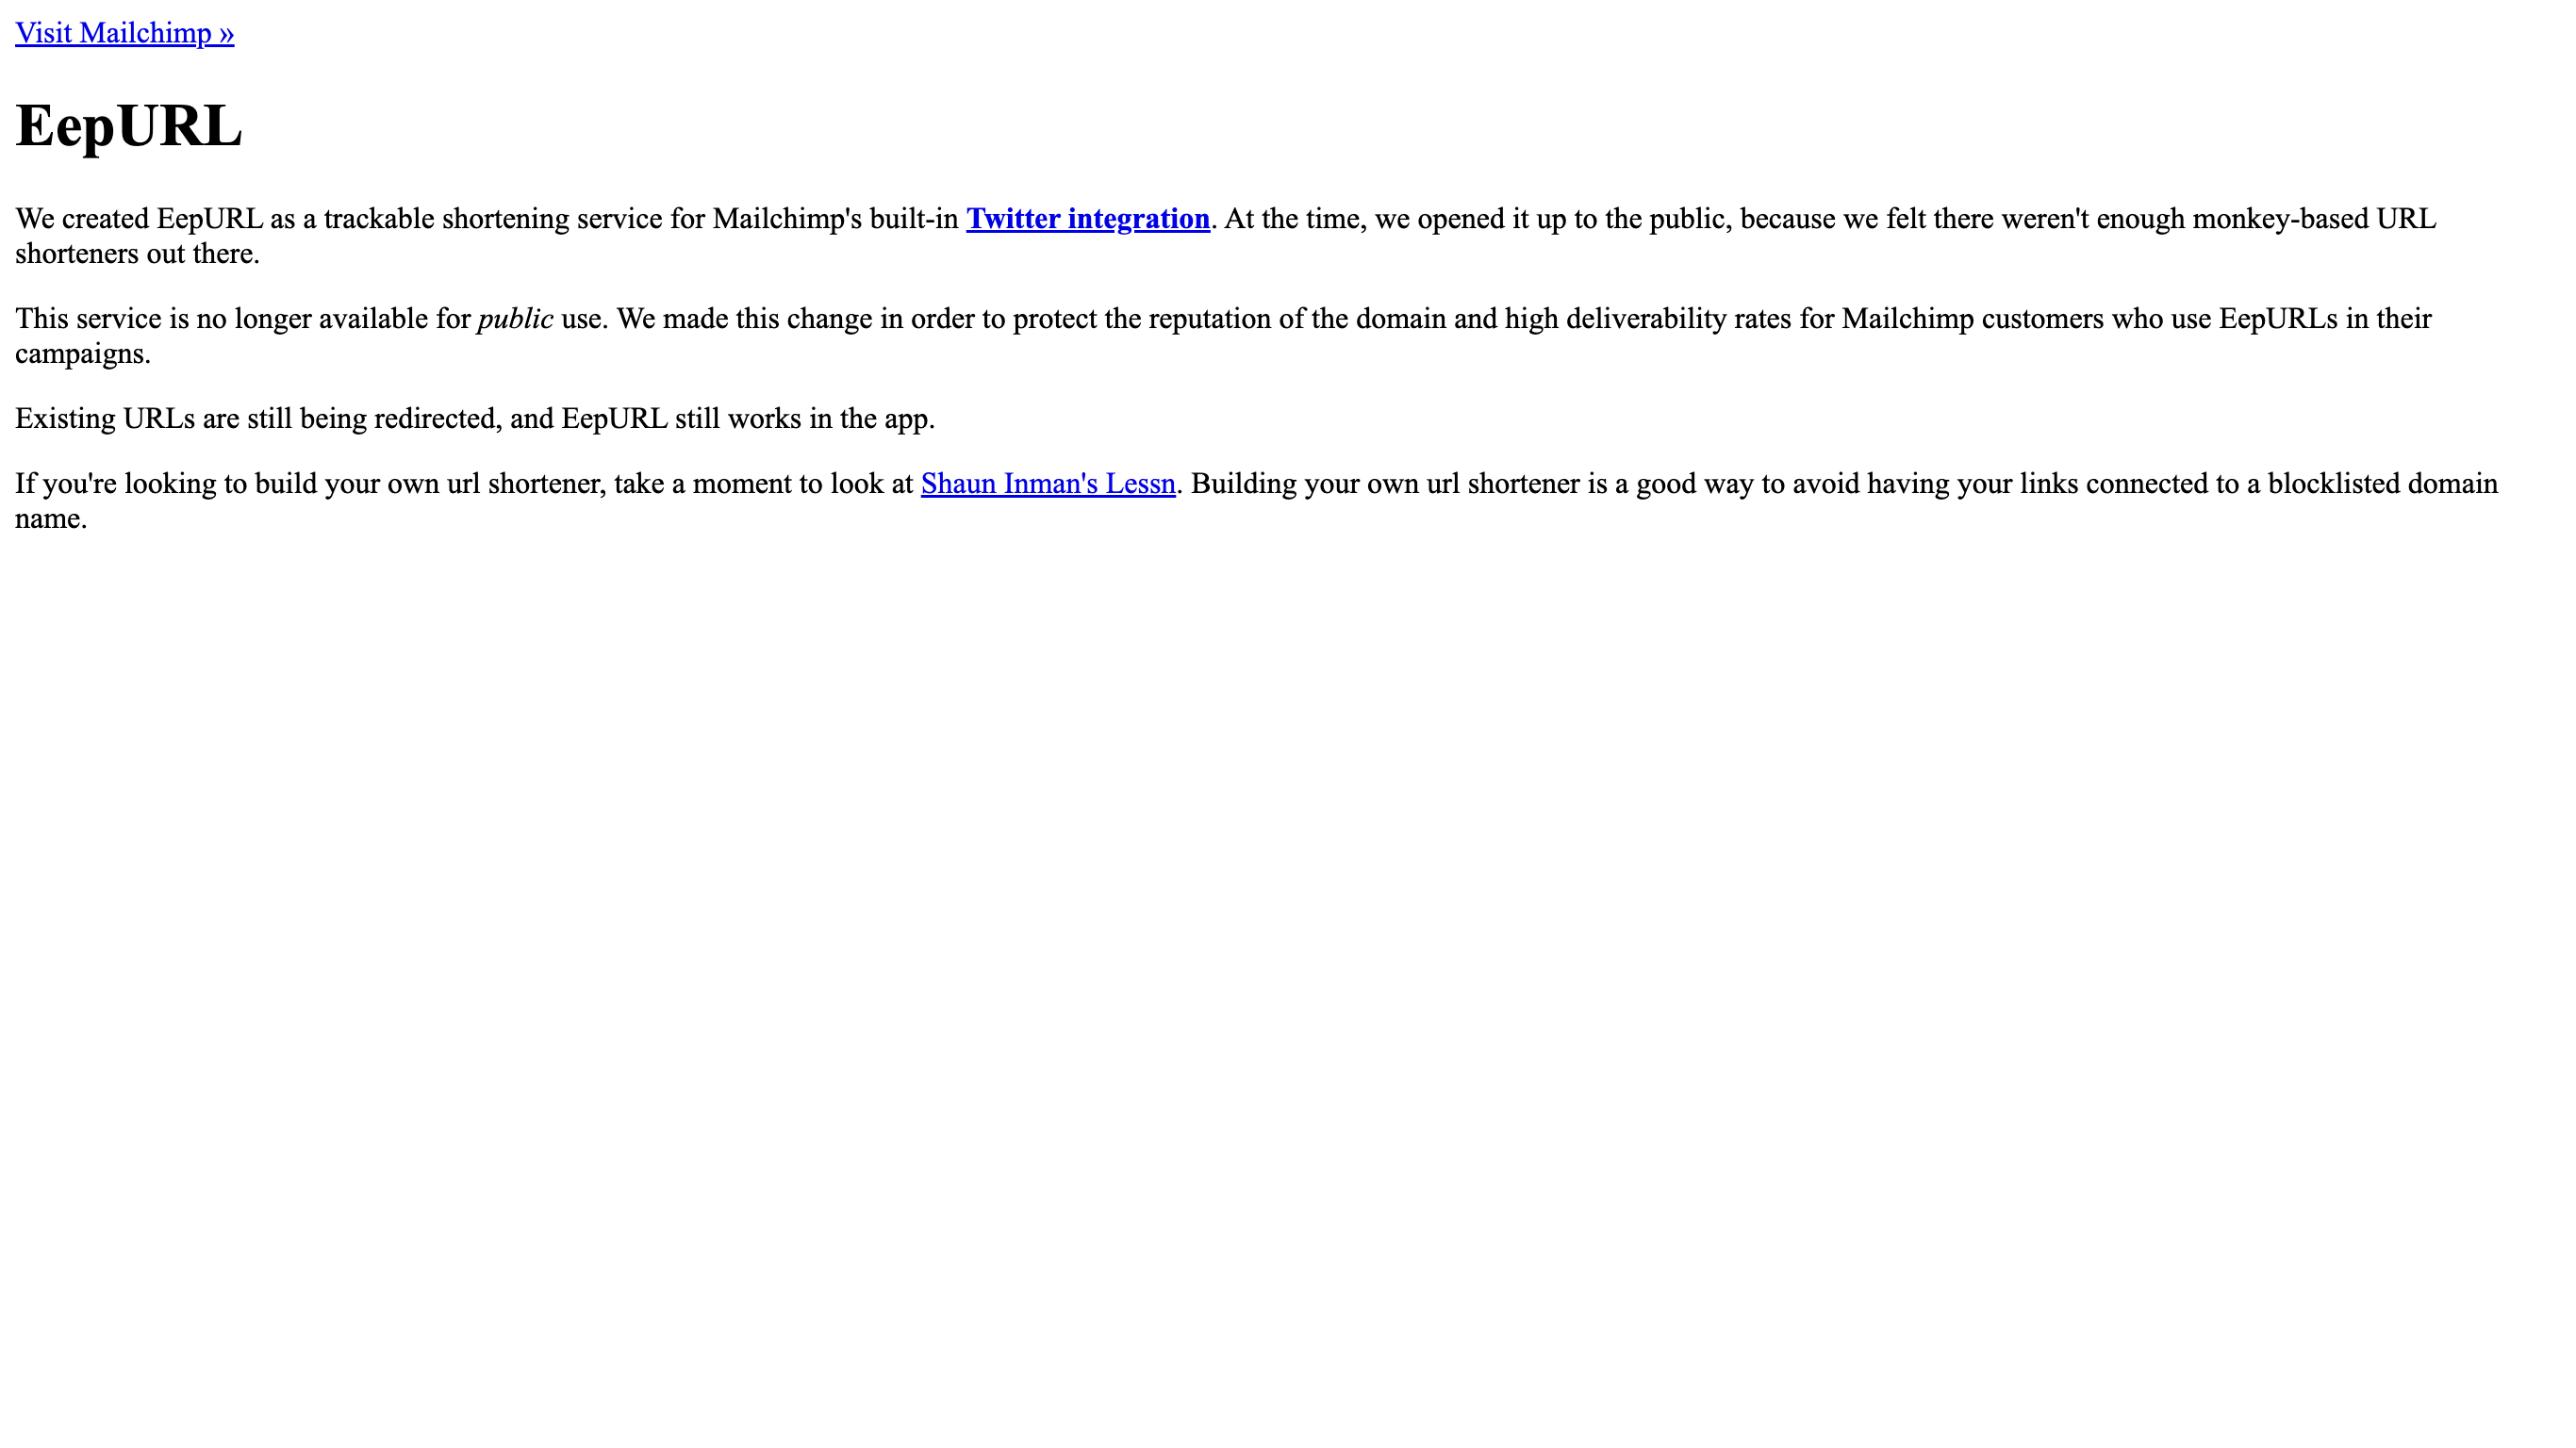 Visit Mailchimp »
EepURL
We created EepURL as a trackable shortening service for Mailchimp's built-in Twitter integration. At the time, we opened it up to the public, because we felt there weren't enough monkey-based URL
shorteners out there.
This service is no longer available for public use. We made this change in order to protect the reputation of the domain and high deliverability rates for Mailchimp customers who use EepURLs in their
campaigns.
Existing URLs are still being redirected, and EepURL still works in the app.
If you're looking to build your own url shortener, take a moment to look at Shaun Inman's Lessn. Building your own url shortener is a good way to avoid having your links connected to a blocklisted domain
name.